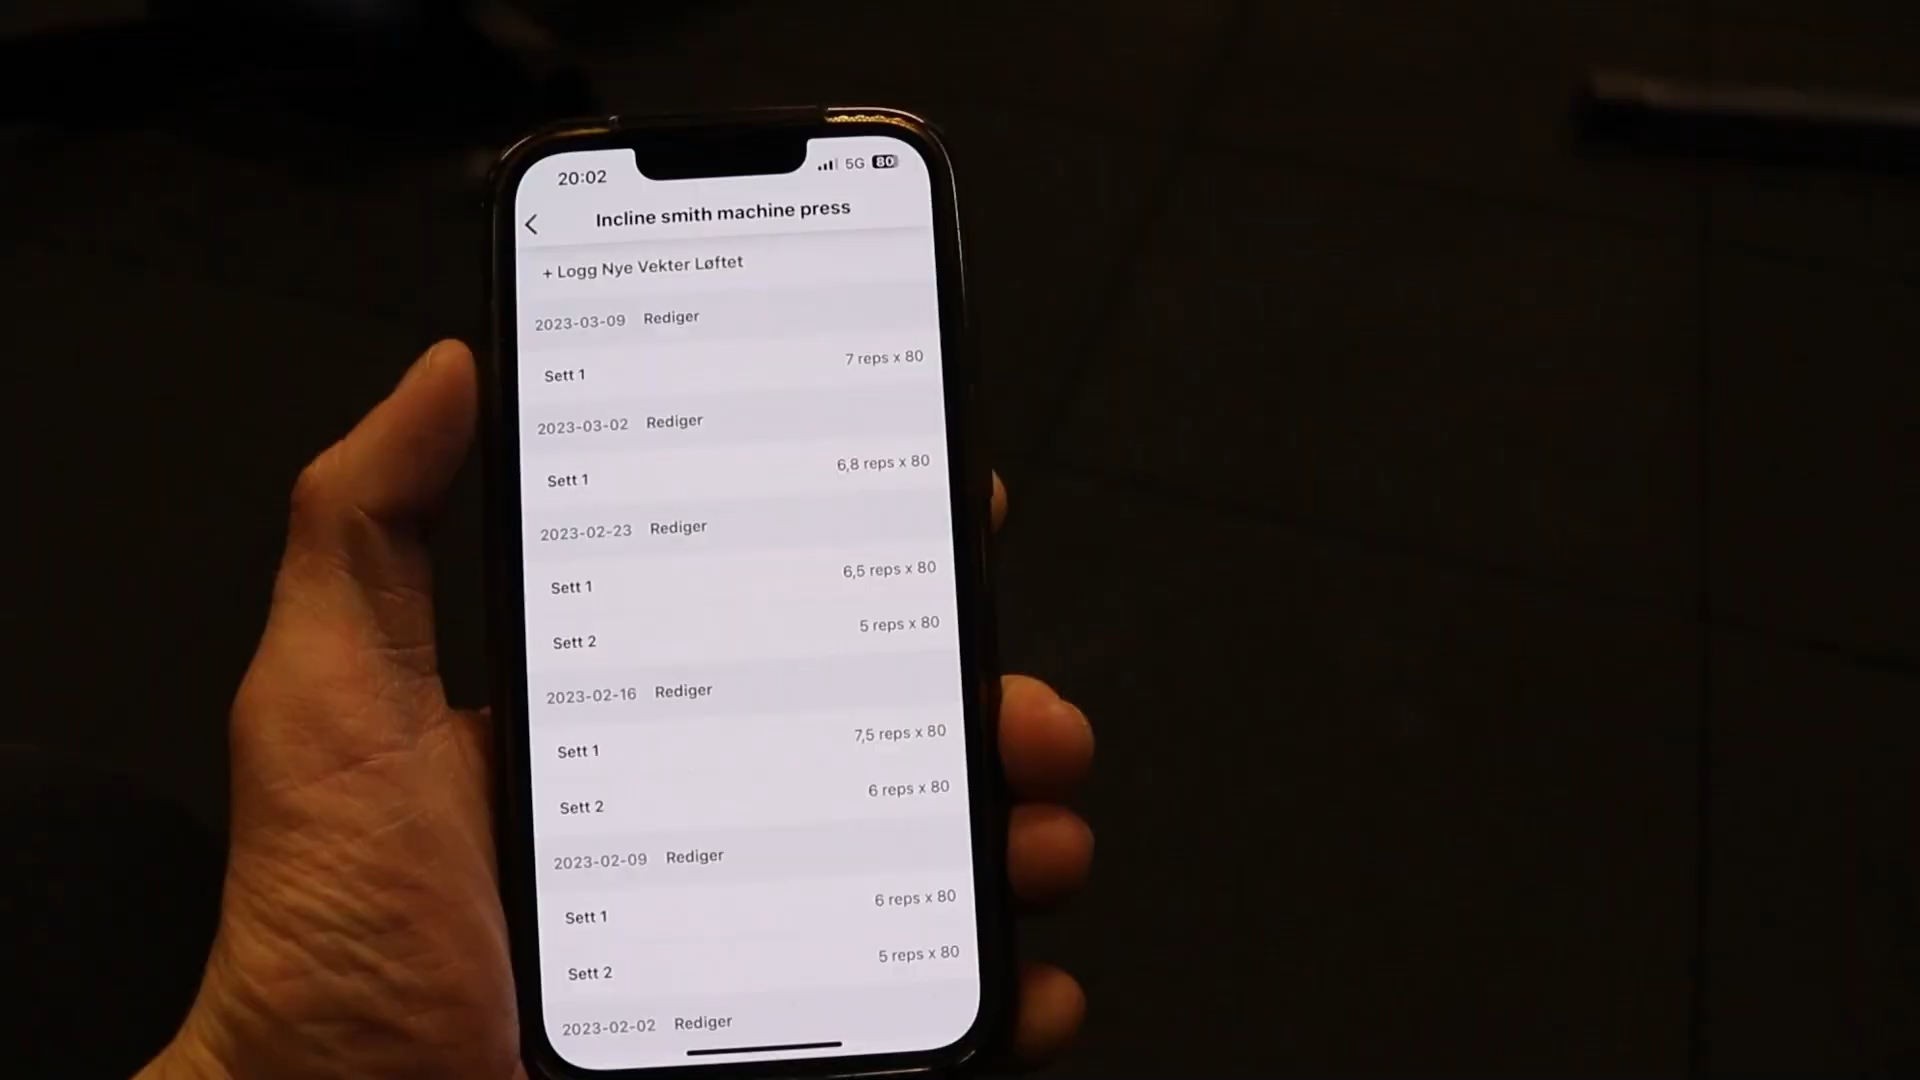 20:02 5G 80
Incline smith machine press
+ Logg Nye Vekter Løftet
2023-03-09 Rediger
Sett 1 7 reps x 80
2023-03-02 Rediger
Sett 1 6,8 reps x 80
2023-02-23 Rediger
Sett 1 6,5 reps x 80
Sett 2 5 reps x 80
2023-02-16 Rediger
Sett 1 7,5 reps x 80
Sett 2 6 reps x 80
2023-02-09 Rediger
Sett 1 6 reps x 80
Sett 2 5 reps x 80
2023-02-02 Rediger